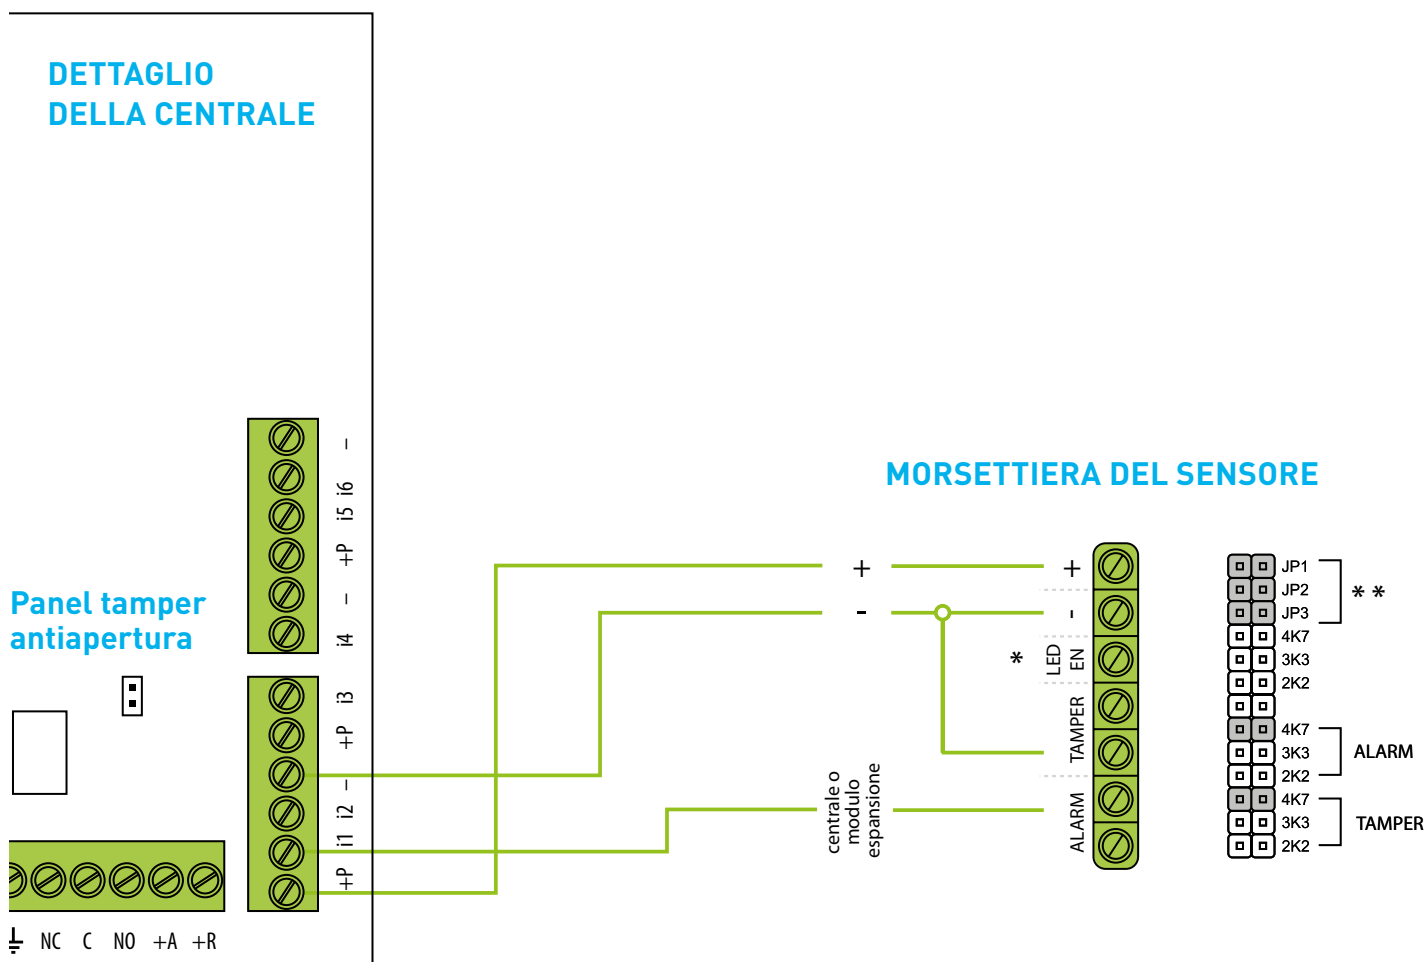 DETTAGLIO
DELLA CENTRALE
–
i6
i5
+P
–
i4
Panel tamper
antiapertura
i3
+P
–
i2
i1
+P
NC C NO +A +R
MORSETTIERA DEL SENSORE
+
-
centrale o
modulo
espansione
+
-
*
LED
EN
TAMPER
ALARM
JP1
JP2
JP3
* *
4K7
3K3
2K2
4K7
3K3
2K2
ALARM
4K7
3K3
2K2
TAMPER